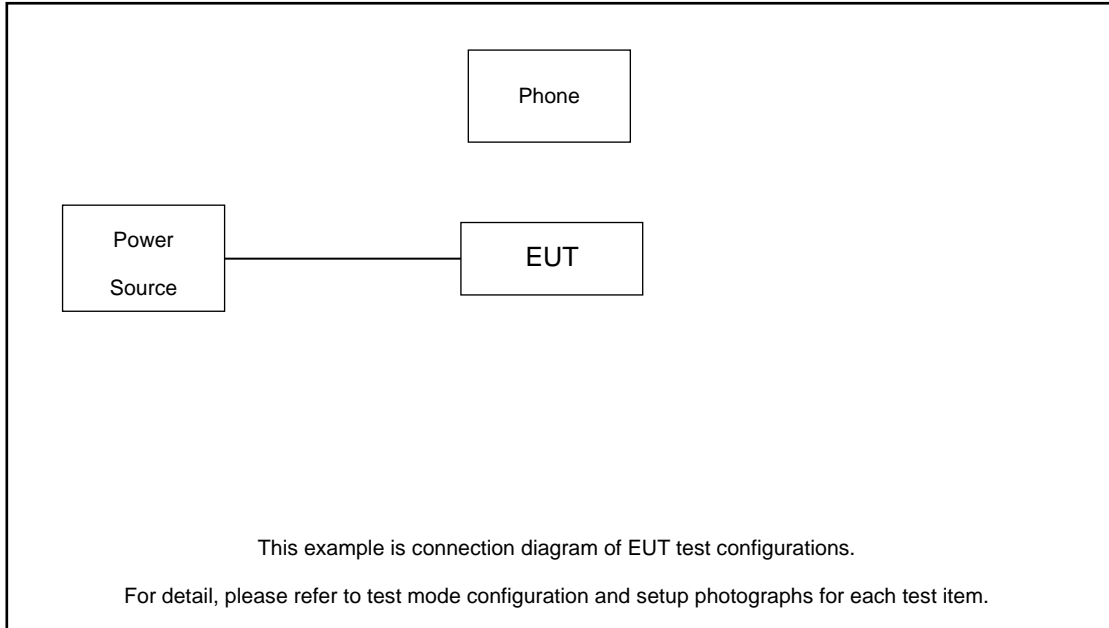 Phone
Power
Source
EUT
This example is connection diagram of EUT test configurations.
For detail, please refer to test mode configuration and setup photographs for each test item.